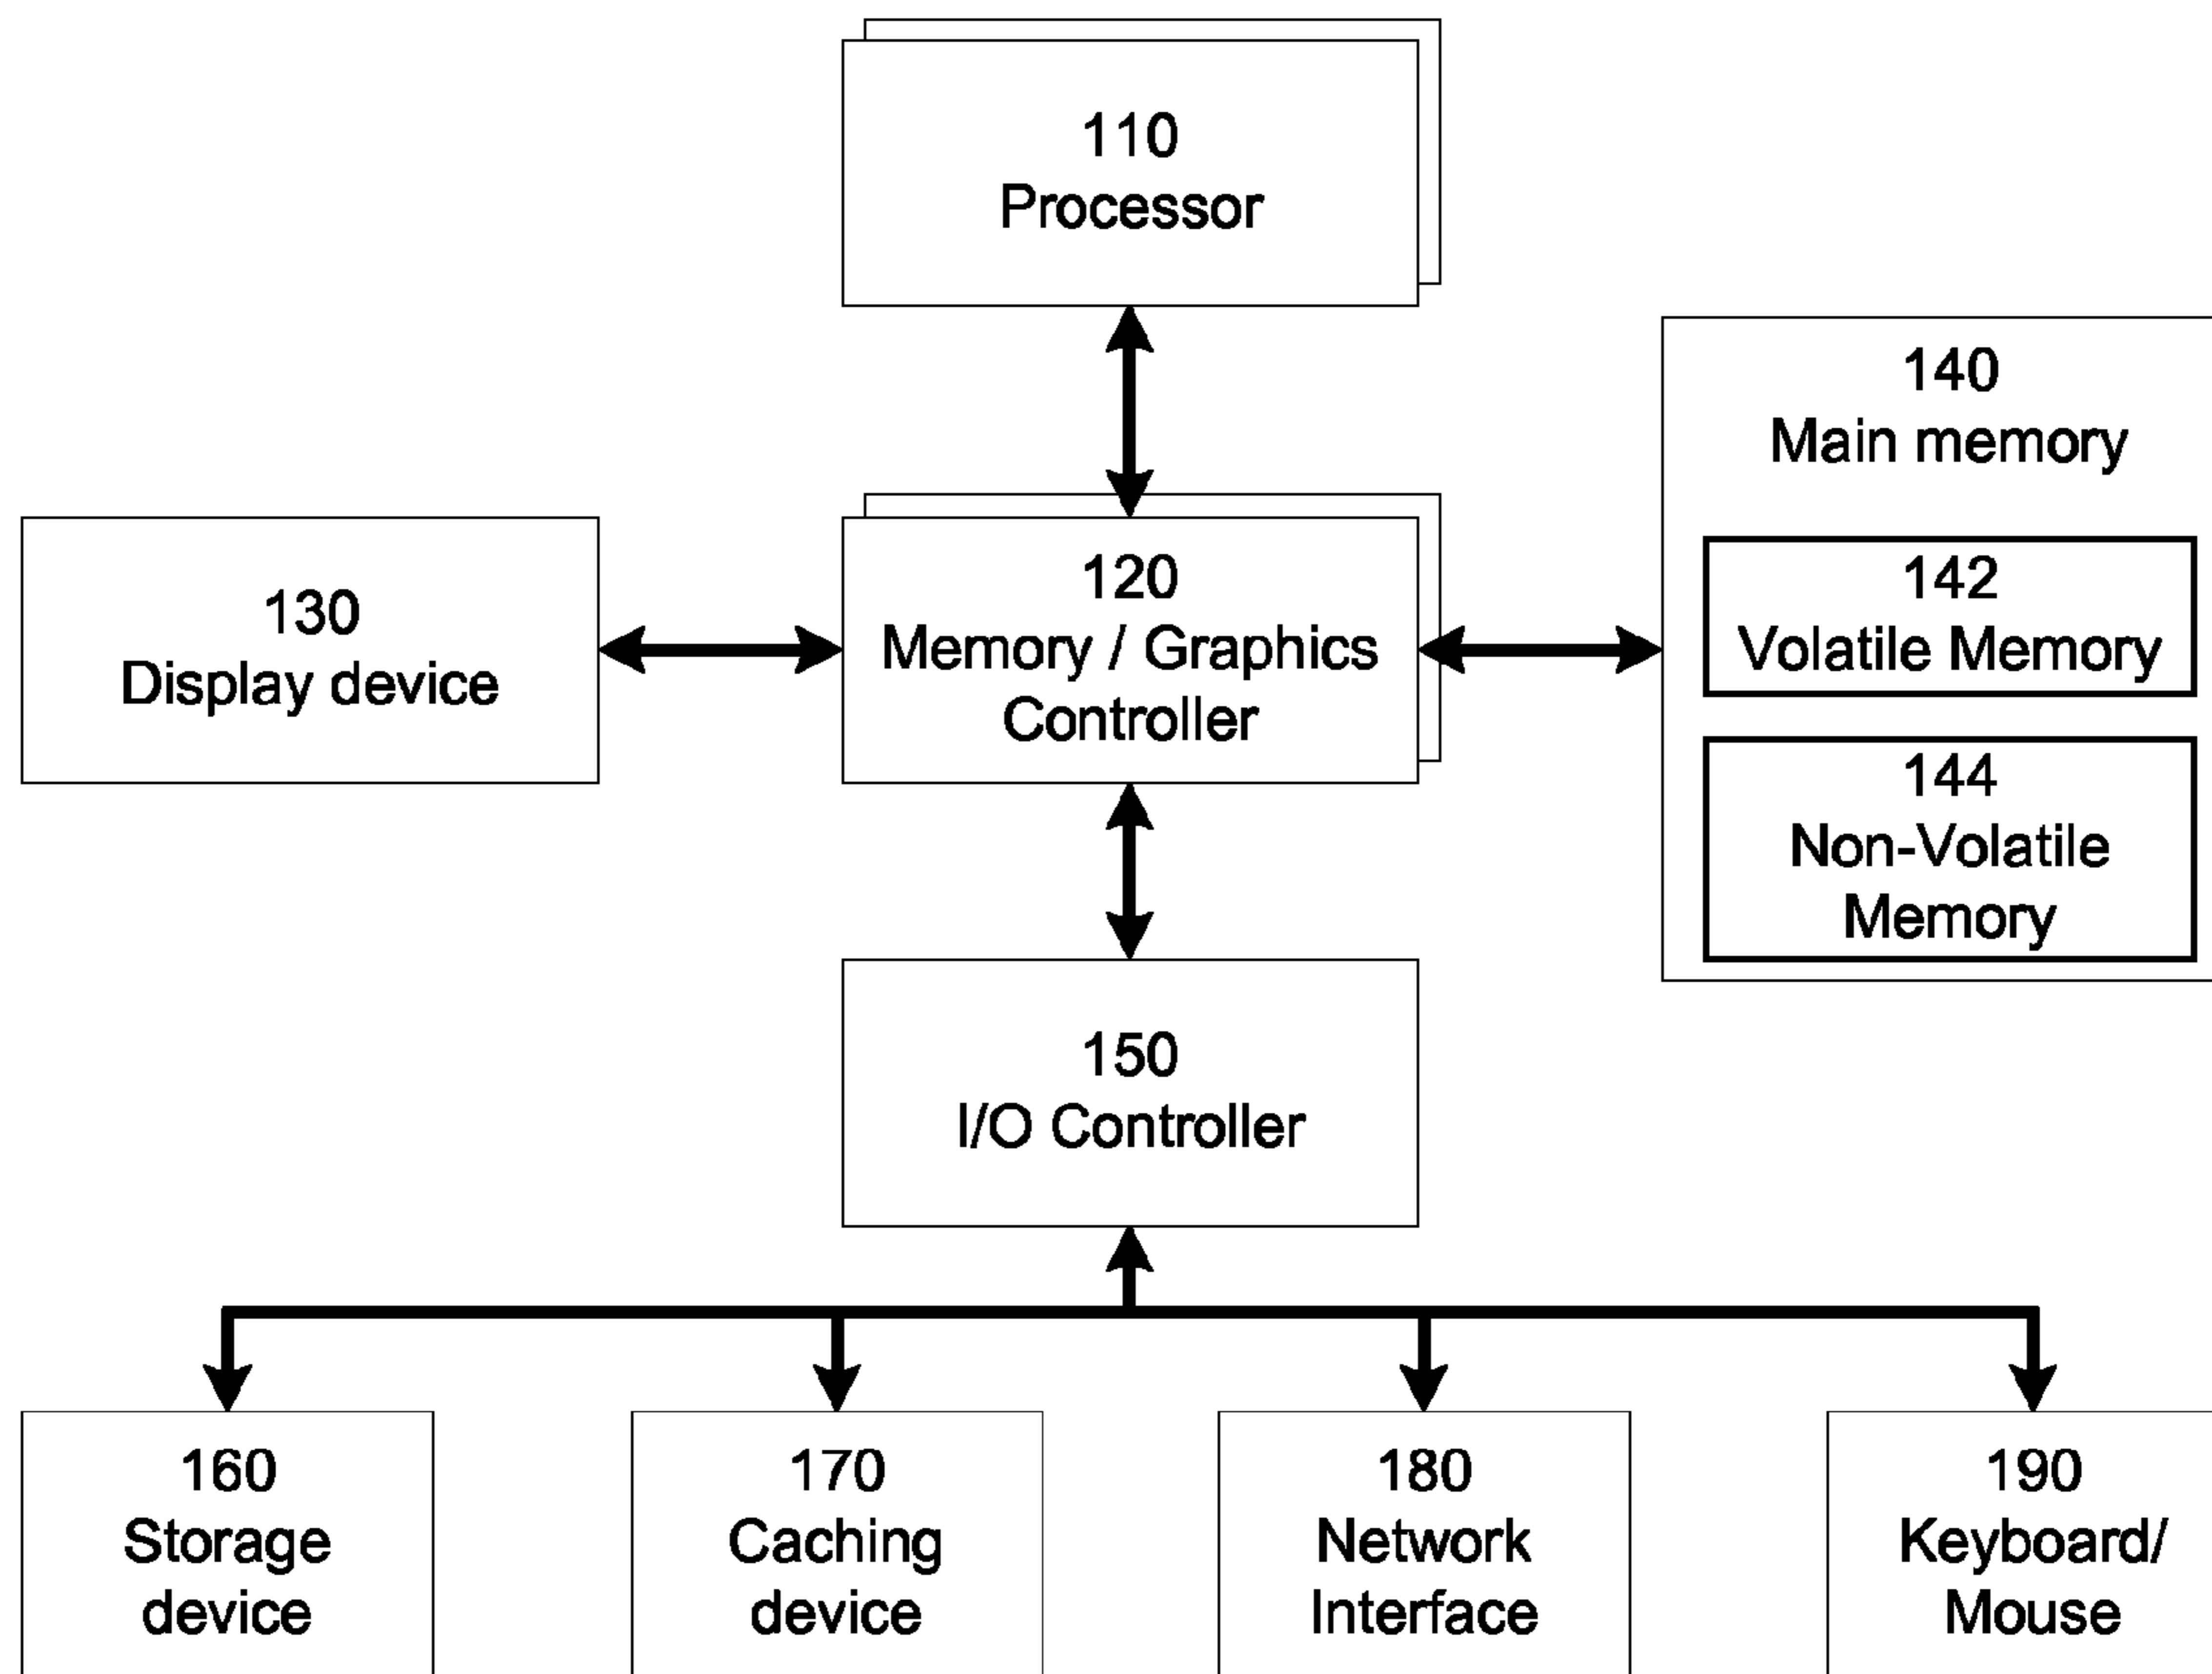 110
Processor
140
Main memory
142
Volatile Memory
144
Non-Volatile
Memory
120
Memory / Graphics
Controller
130
Display device
150
I/O Controller
160
Storage
device
170
Caching
device
180
Network
Interface
190
Keyboard/
Mouse